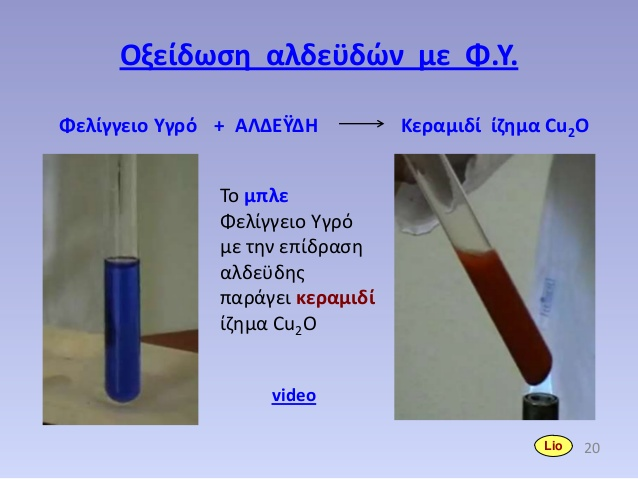 Οξείδωση αλδεϋδών με Φ.Υ.
Φελίγγειο Υγρό + ΑΛΔΕΫΔΗ → Κεραμιδί ίζημα Cu₂O
Το μπλε
Φελίγγειο Υγρό
με την επίδραση
αλδεϋδης
παράγει κεραμιδί
ίζημα Cu₂O
video
Lio 20